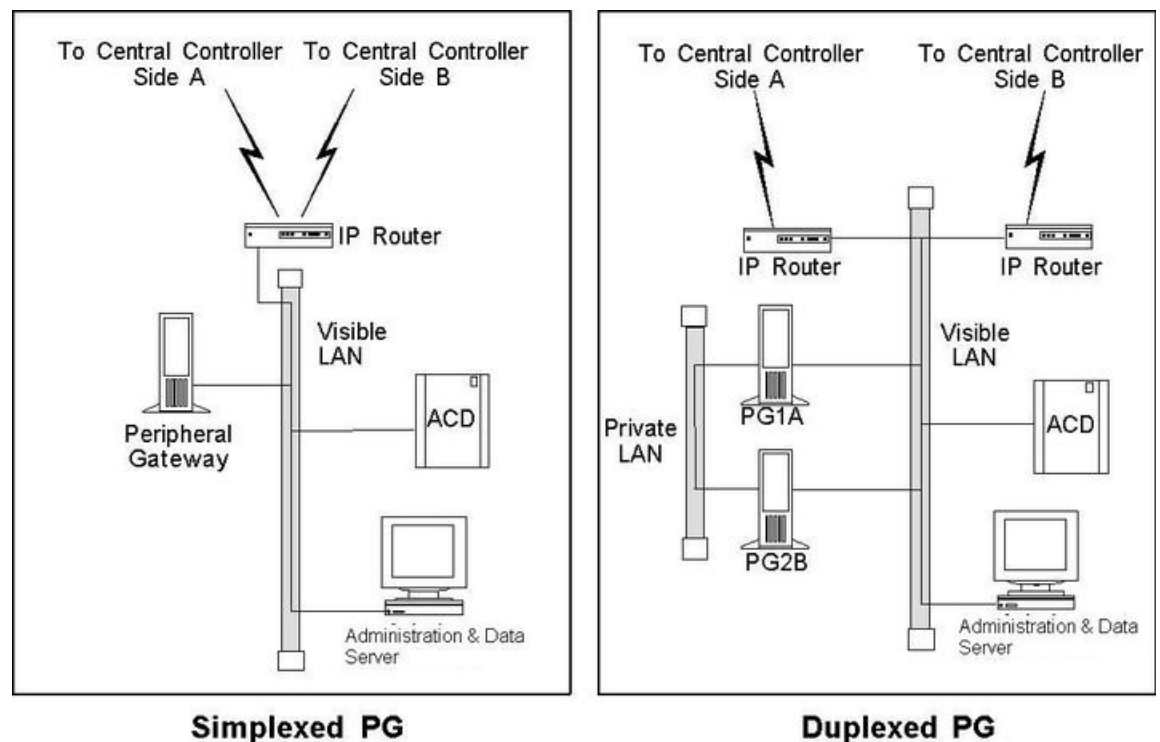 To Central Controller
Side A
To Central Controller
Side B
IP Router
Visible
LAN
Peripheral
Gateway
ACD
Administration & Data
Server
Simplexed PG
To Central Controller
Side A
To Central Controller
Side B
IP Router
IP Router
Visible
LAN
Private
LAN
PG1A
ACD
PG2B
Administration & Data
Server
Duplexed PG